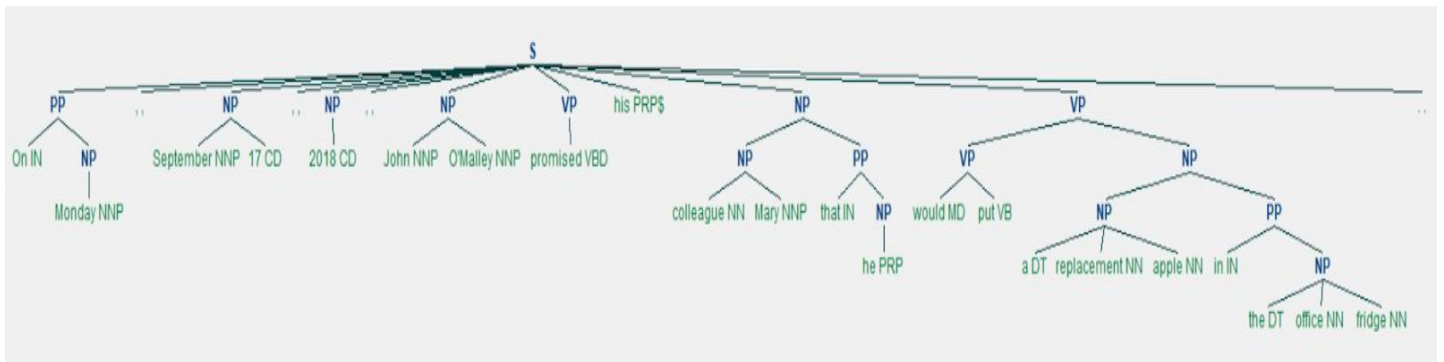 S
PP , , NP , , NP , , NP VP his PRP$ NP VP , ,
On IN NP September NNP 17 CD 2018 CD John NNP O'Malley NNP promised VBD NP PP VP NP
Monday NNP colleague NN Mary NNP that IN NP would MD put VB NP PP
he PRP a DT replacement NN apple NN in IN NP
the DT office NN fridge NN